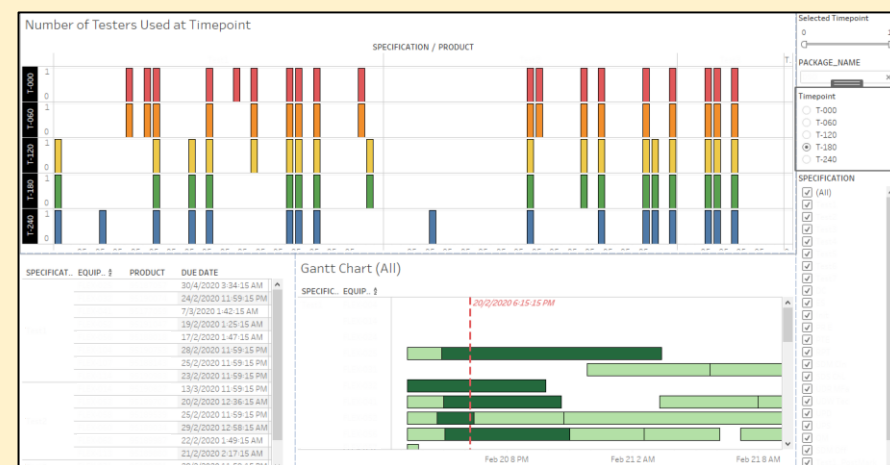 Number of Testers Used at Timepoint
SPECIFICATION / PRODUCT
T..
T-000
1
0
T-060
1
0
T-120
1
0
T-180
1
0
T-240
1
0
Selected Timepoint
0
PACKAGE_NAME
Timepoint
T-000
T-060
T-120
T-180
T-240
SPECIFICATION
(All)
SPECIFICAT.. EQUIP.. PRODUCT DUE DATE
30/4/2020 3:34:15 AM
24/2/2020 11:59:15 PM
7/3/2020 1:42:15 AM
19/2/2020 1:25:15 AM
17/2/2020 1:47:15 AM
28/2/2020 11:59:15 PM
25/2/2020 11:59:15 PM
23/2/2020 11:59:15 PM
13/3/2020 11:59:15 PM
20/2/2020 12:36:15 AM
25/2/2020 11:59:15 PM
29/2/2020 12:58:15 AM
22/2/2020 1:49:15 AM
21/2/2020 2:17:15 AM
Gantt Chart (All)
SPECIFIC.. EQUIP..
20/2/2020 6:15:15 PM
Feb 20 8 PM
Feb 21 2 AM
Feb 21 8 AM